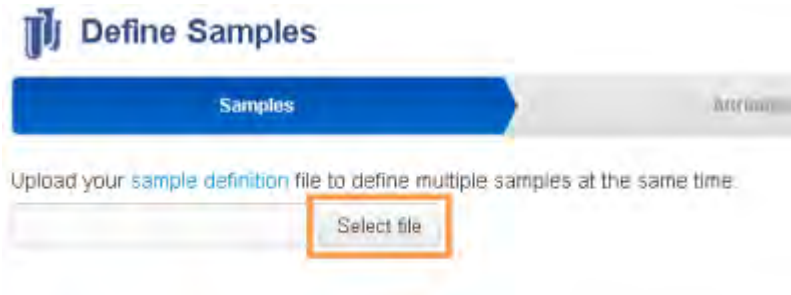 Define Samples
Samples
Upload your sample definition file to define multiple samples at the same time.
Select file